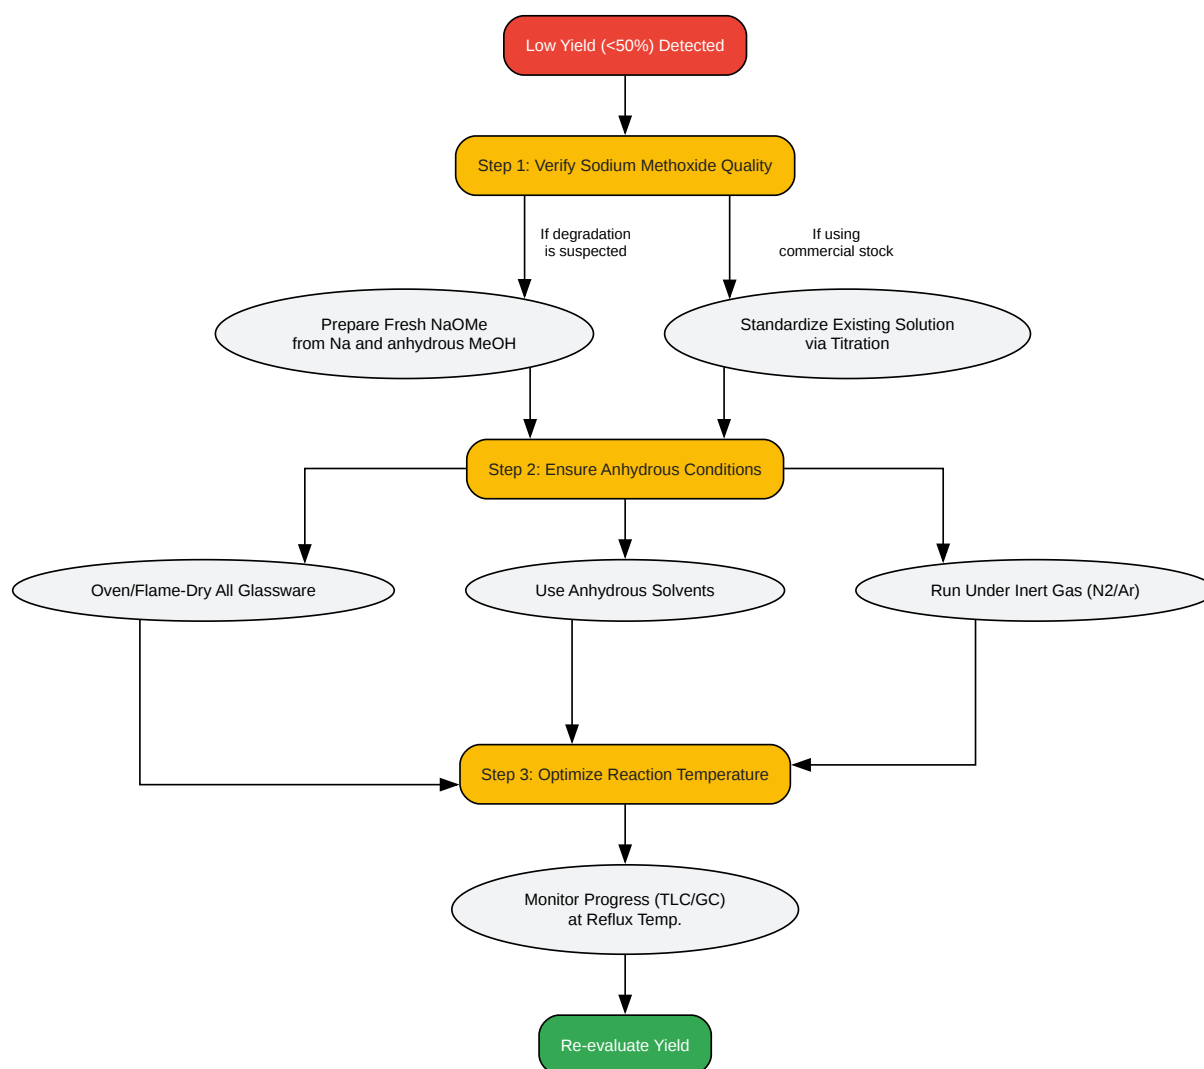 Low Yield (<50%) Detected
Step 1: Verify Sodium Methoxide Quality
If degradation
is suspected
If using
commercial stock
Prepare Fresh NaOMe
from Na and anhydrous MeOH
Standardize Existing Solution
via Titration
Step 2: Ensure Anhydrous Conditions
Oven/Flame-Dry All Glassware
Use Anhydrous Solvents
Run Under Inert Gas (N2/Ar)
Step 3: Optimize Reaction Temperature
Monitor Progress (TLC/GC)
at Reflux Temp.
Re-evaluate Yield